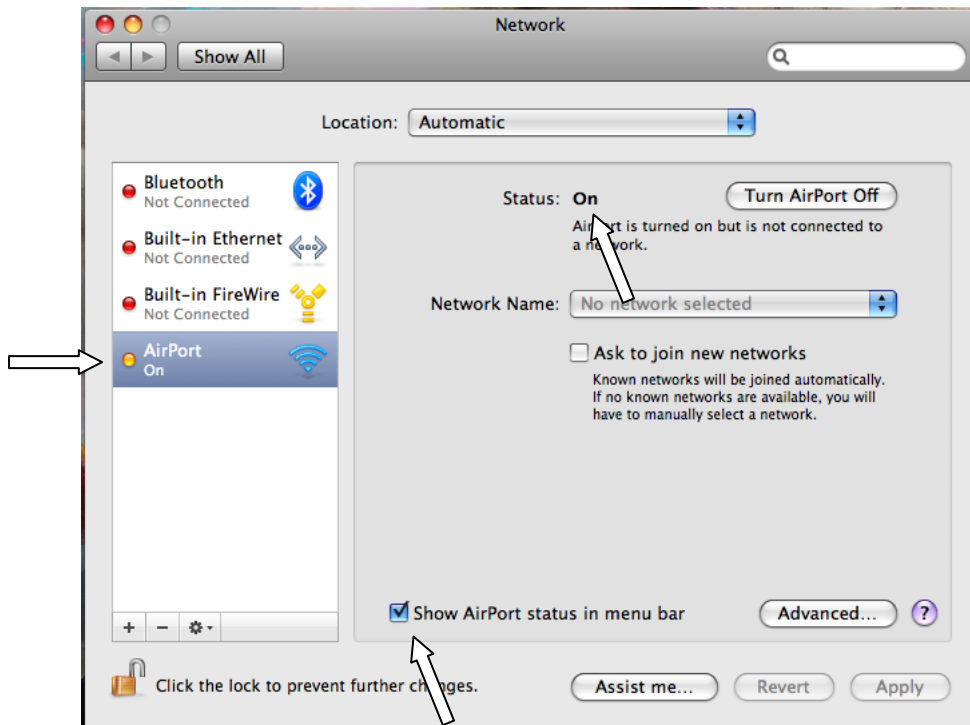 Network
Show All
Location: Automatic
Bluetooth
Not Connected
Built-in Ethernet
Not Connected
Built-in FireWire
Not Connected
AirPort
On
Status: On
Turn AirPort Off
AirPort is turned on but is not connected to
a network.
Network Name: No network selected
Ask to join new networks
Known networks will be joined automatically.
If no known networks are available, you will
have to manually select a network.
Show AirPort status in menu bar
Advanced...
?
Click the lock to prevent further changes.
Assist me...
Revert
Apply